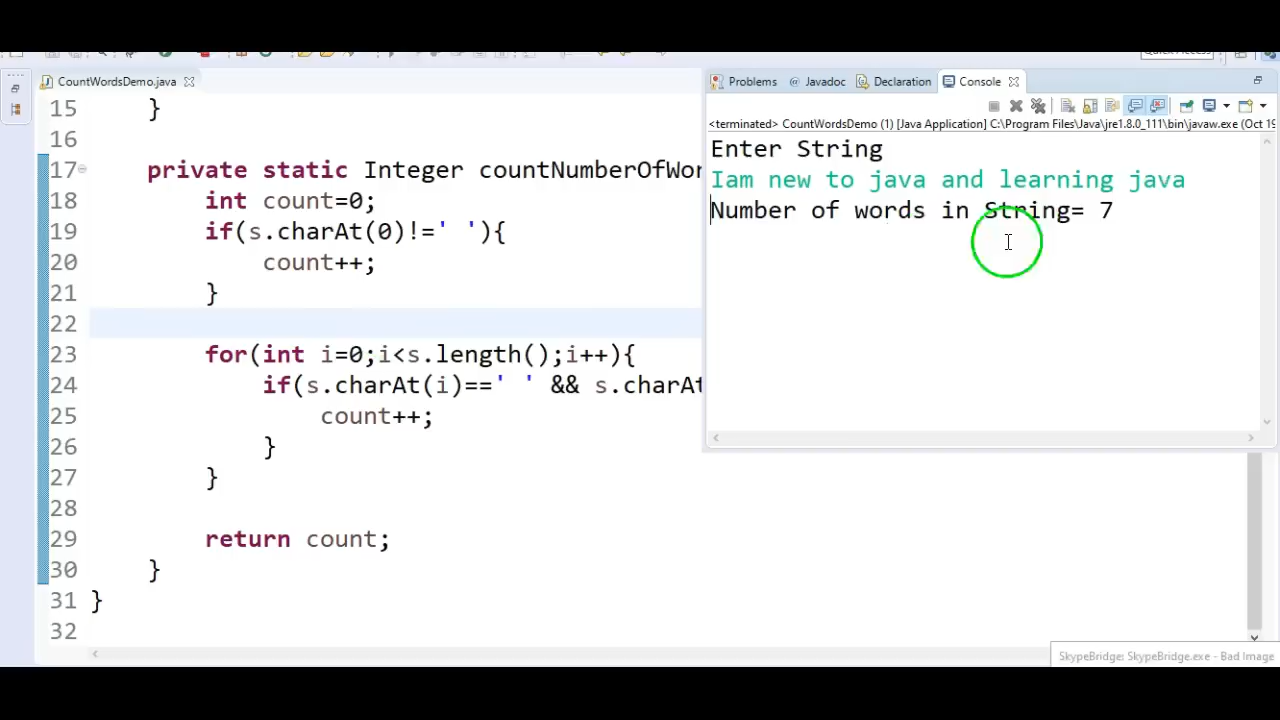 CountWordsDemo.java
15 }
16
17 private static Integer countNumberOfWor
18 int count=0;
19 if(s.charAt(0)!=' '){
20 count++;
21 }
22
23 for(int i=0;i<s.length();i++){
24 if(s.charAt(i)==' ' && s.charAt
25 count++;
26 }
27 }
28
29 return count;
30 }
31 }
32
Quick Access
Problems @ Javadoc Declaration Console
<terminated> CountWordsDemo (1) [Java Application] C:\Program Files\Java\jre1.8.0_111\bin\javaw.exe (Oct 19
Enter String
Iam new to java and learning java
Number of words in String= 7
SkypeBridge: SkypeBridge.exe - Bad Image